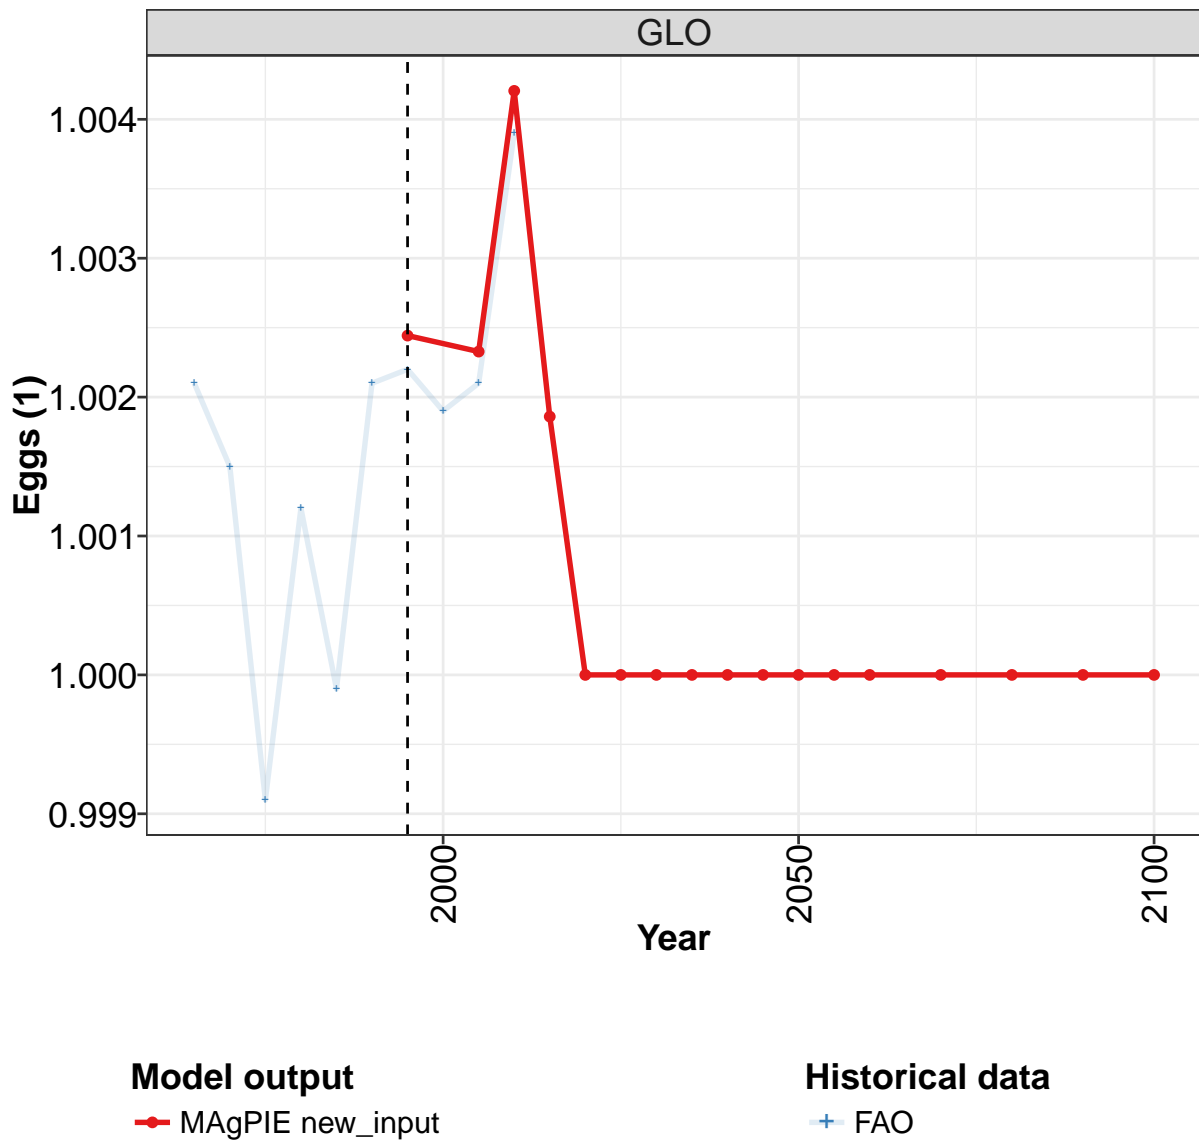 GLO
1.004
1.003
1.002
1.001
1.000
0.999
Eggs (1)
2000
2050
2100
Year
Model output
MAgPIE new_input
Historical data
FAO